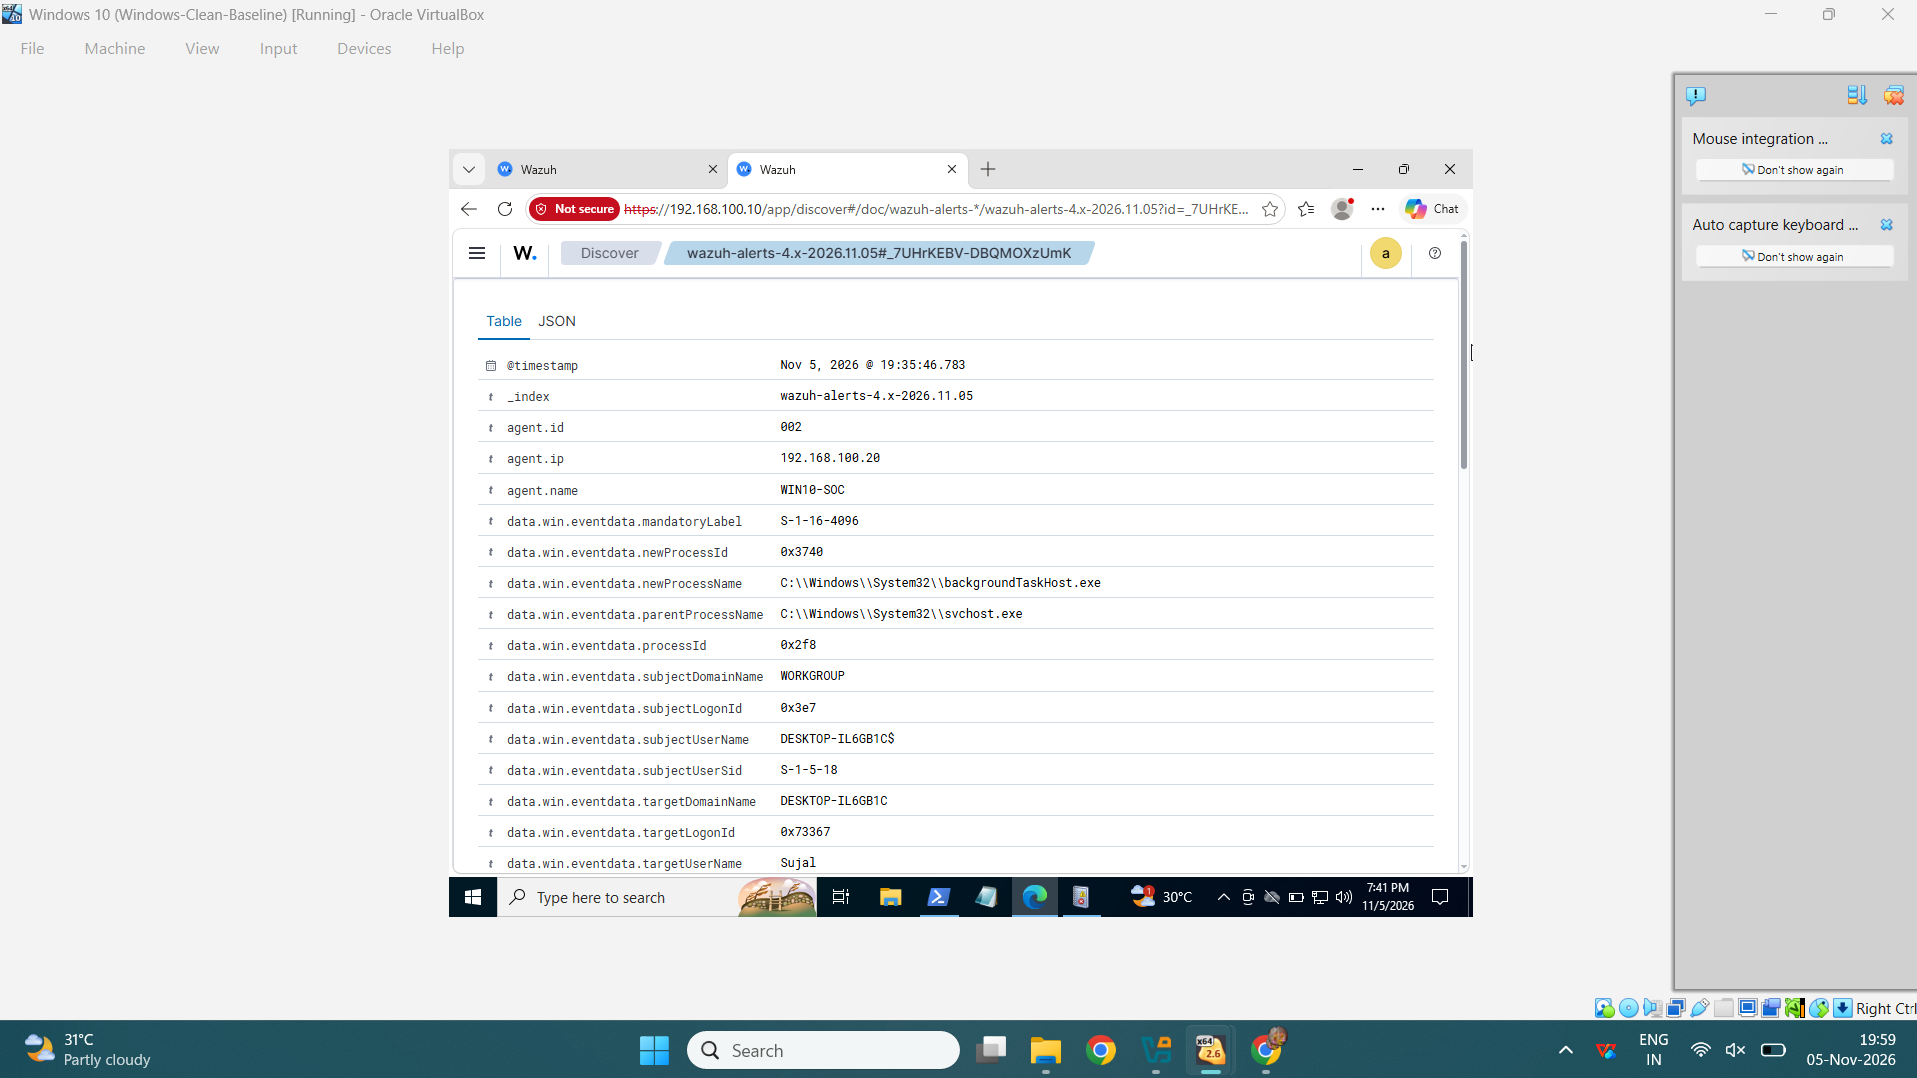 Windows 10 (Windows-Clean-Baseline) [Running] - Oracle VirtualBox
File Machine View Input Devices Help
Mouse integration ...
Don't show again
Auto capture keyboard ...
Don't show again
Wazuh
Wazuh
Not secure https://192.168.100.10/app/discover#/doc/wazuh-alerts-*/wazuh-alerts-4.x-2026.11.05?id=_7UHrKE... Chat
W. Discover wazuh-alerts-4.x-2026.11.05#_7UHrKEBV-DBQMOXzUmK a
Table JSON
@timestamp Nov 5, 2026 @ 19:35:46.783
t _index wazuh-alerts-4.x-2026.11.05
t agent.id 002
t agent.ip 192.168.100.20
t agent.name WIN10-SOC
t data.win.eventdata.mandatoryLabel S-1-16-4096
t data.win.eventdata.newProcessId 0x3740
t data.win.eventdata.newProcessName C:\\Windows\\System32\\backgroundTaskHost.exe
t data.win.eventdata.parentProcessName C:\\Windows\\System32\\svchost.exe
t data.win.eventdata.processId 0x2f8
t data.win.eventdata.subjectDomainName WORKGROUP
t data.win.eventdata.subjectLogonId 0x3e7
t data.win.eventdata.subjectUserName DESKTOP-IL6GB1C$
t data.win.eventdata.subjectUserSid S-1-5-18
t data.win.eventdata.targetDomainName DESKTOP-IL6GB1C
t data.win.eventdata.targetLogonId 0x73367
t data.win.eventdata.targetUserName Sujal
Type here to search
1 30°C
7:41 PM
11/5/2026
Right Ctrl
31°C
Partly cloudy
Search
x64
2.6
ENG
IN
19:59
05-Nov-2026